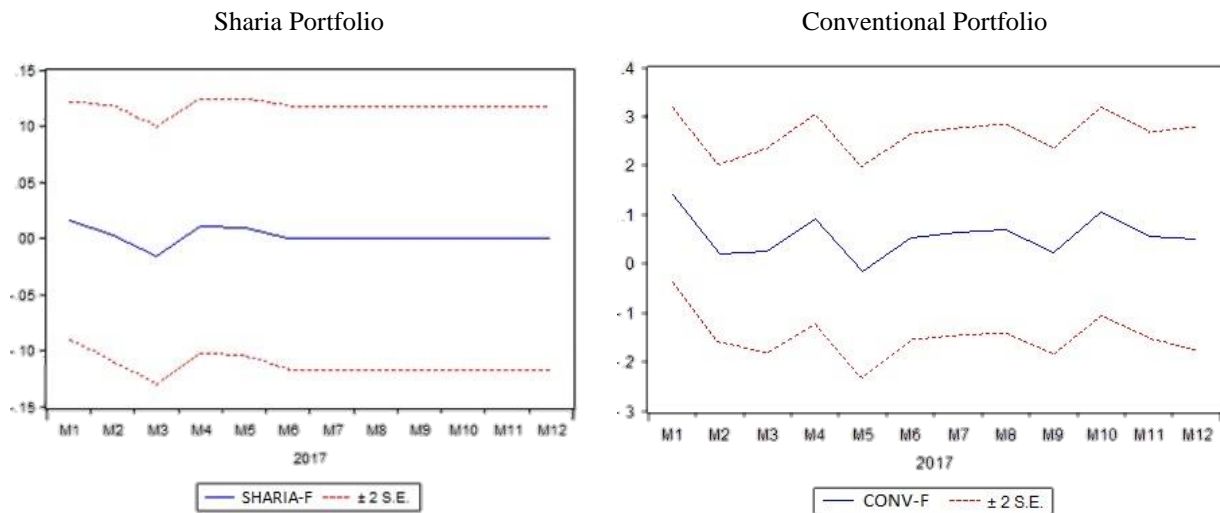 Sharia Portfolio
.15
10
.05
.00
-.05
-.10
-.15
M1 M2 M3 M4 M5 M6 M7 M8 M9 M10 M11 M12
2017
SHARIA-F ± 2 S.E.
Conventional Portfolio
.4
3
2
.1
0
- 1
-.2
- 3
M1 M2 M3 M4 M5 M6 M7 M8 M9 M10 M11 M12
2017
CONV-F ± 2 S.E.